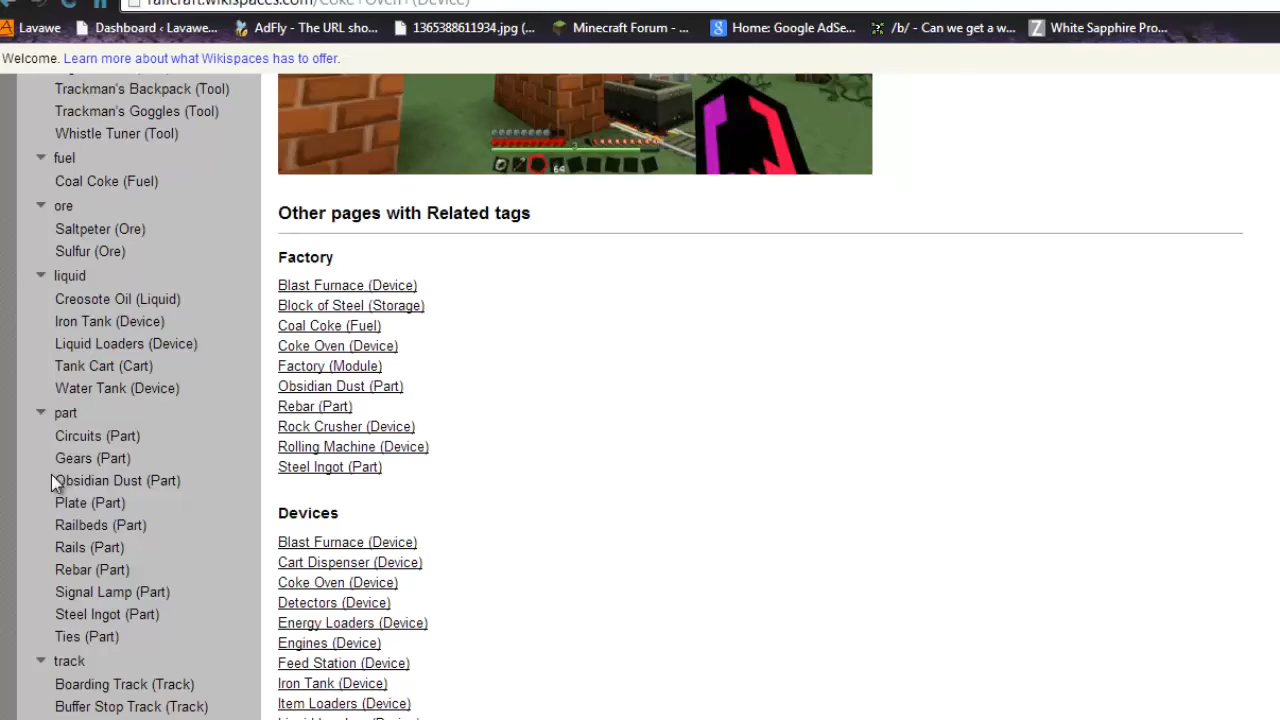 railcraft.wikispaces.com/Coke+Oven+(Device)
Lavawe
Dashboard ‹ Lavawe...
AdFly - The URL sho...
1365388611934.jpg (...
Minecraft Forum - ...
Home: Google AdSe...
/b/ - Can we get a w...
White Sapphire Pro...
Welcome. Learn more about what Wikispaces has to offer.
Trackman's Backpack (Tool)
Trackman's Goggles (Tool)
Whistle Tuner (Tool)
fuel
Coal Coke (Fuel)
ore
Saltpeter (Ore)
Sulfur (Ore)
liquid
Creosote Oil (Liquid)
Iron Tank (Device)
Liquid Loaders (Device)
Tank Cart (Cart)
Water Tank (Device)
part
Circuits (Part)
Gears (Part)
Obsidian Dust (Part)
Plate (Part)
Railbeds (Part)
Rails (Part)
Rebar (Part)
Signal Lamp (Part)
Steel Ingot (Part)
Ties (Part)
track
Boarding Track (Track)
Buffer Stop Track (Track)
64
Other pages with Related tags
Factory
Blast Furnace (Device)
Block of Steel (Storage)
Coal Coke (Fuel)
Coke Oven (Device)
Factory (Module)
Obsidian Dust (Part)
Rebar (Part)
Rock Crusher (Device)
Rolling Machine (Device)
Steel Ingot (Part)
Devices
Blast Furnace (Device)
Cart Dispenser (Device)
Coke Oven (Device)
Detectors (Device)
Energy Loaders (Device)
Engines (Device)
Feed Station (Device)
Iron Tank (Device)
Item Loaders (Device)